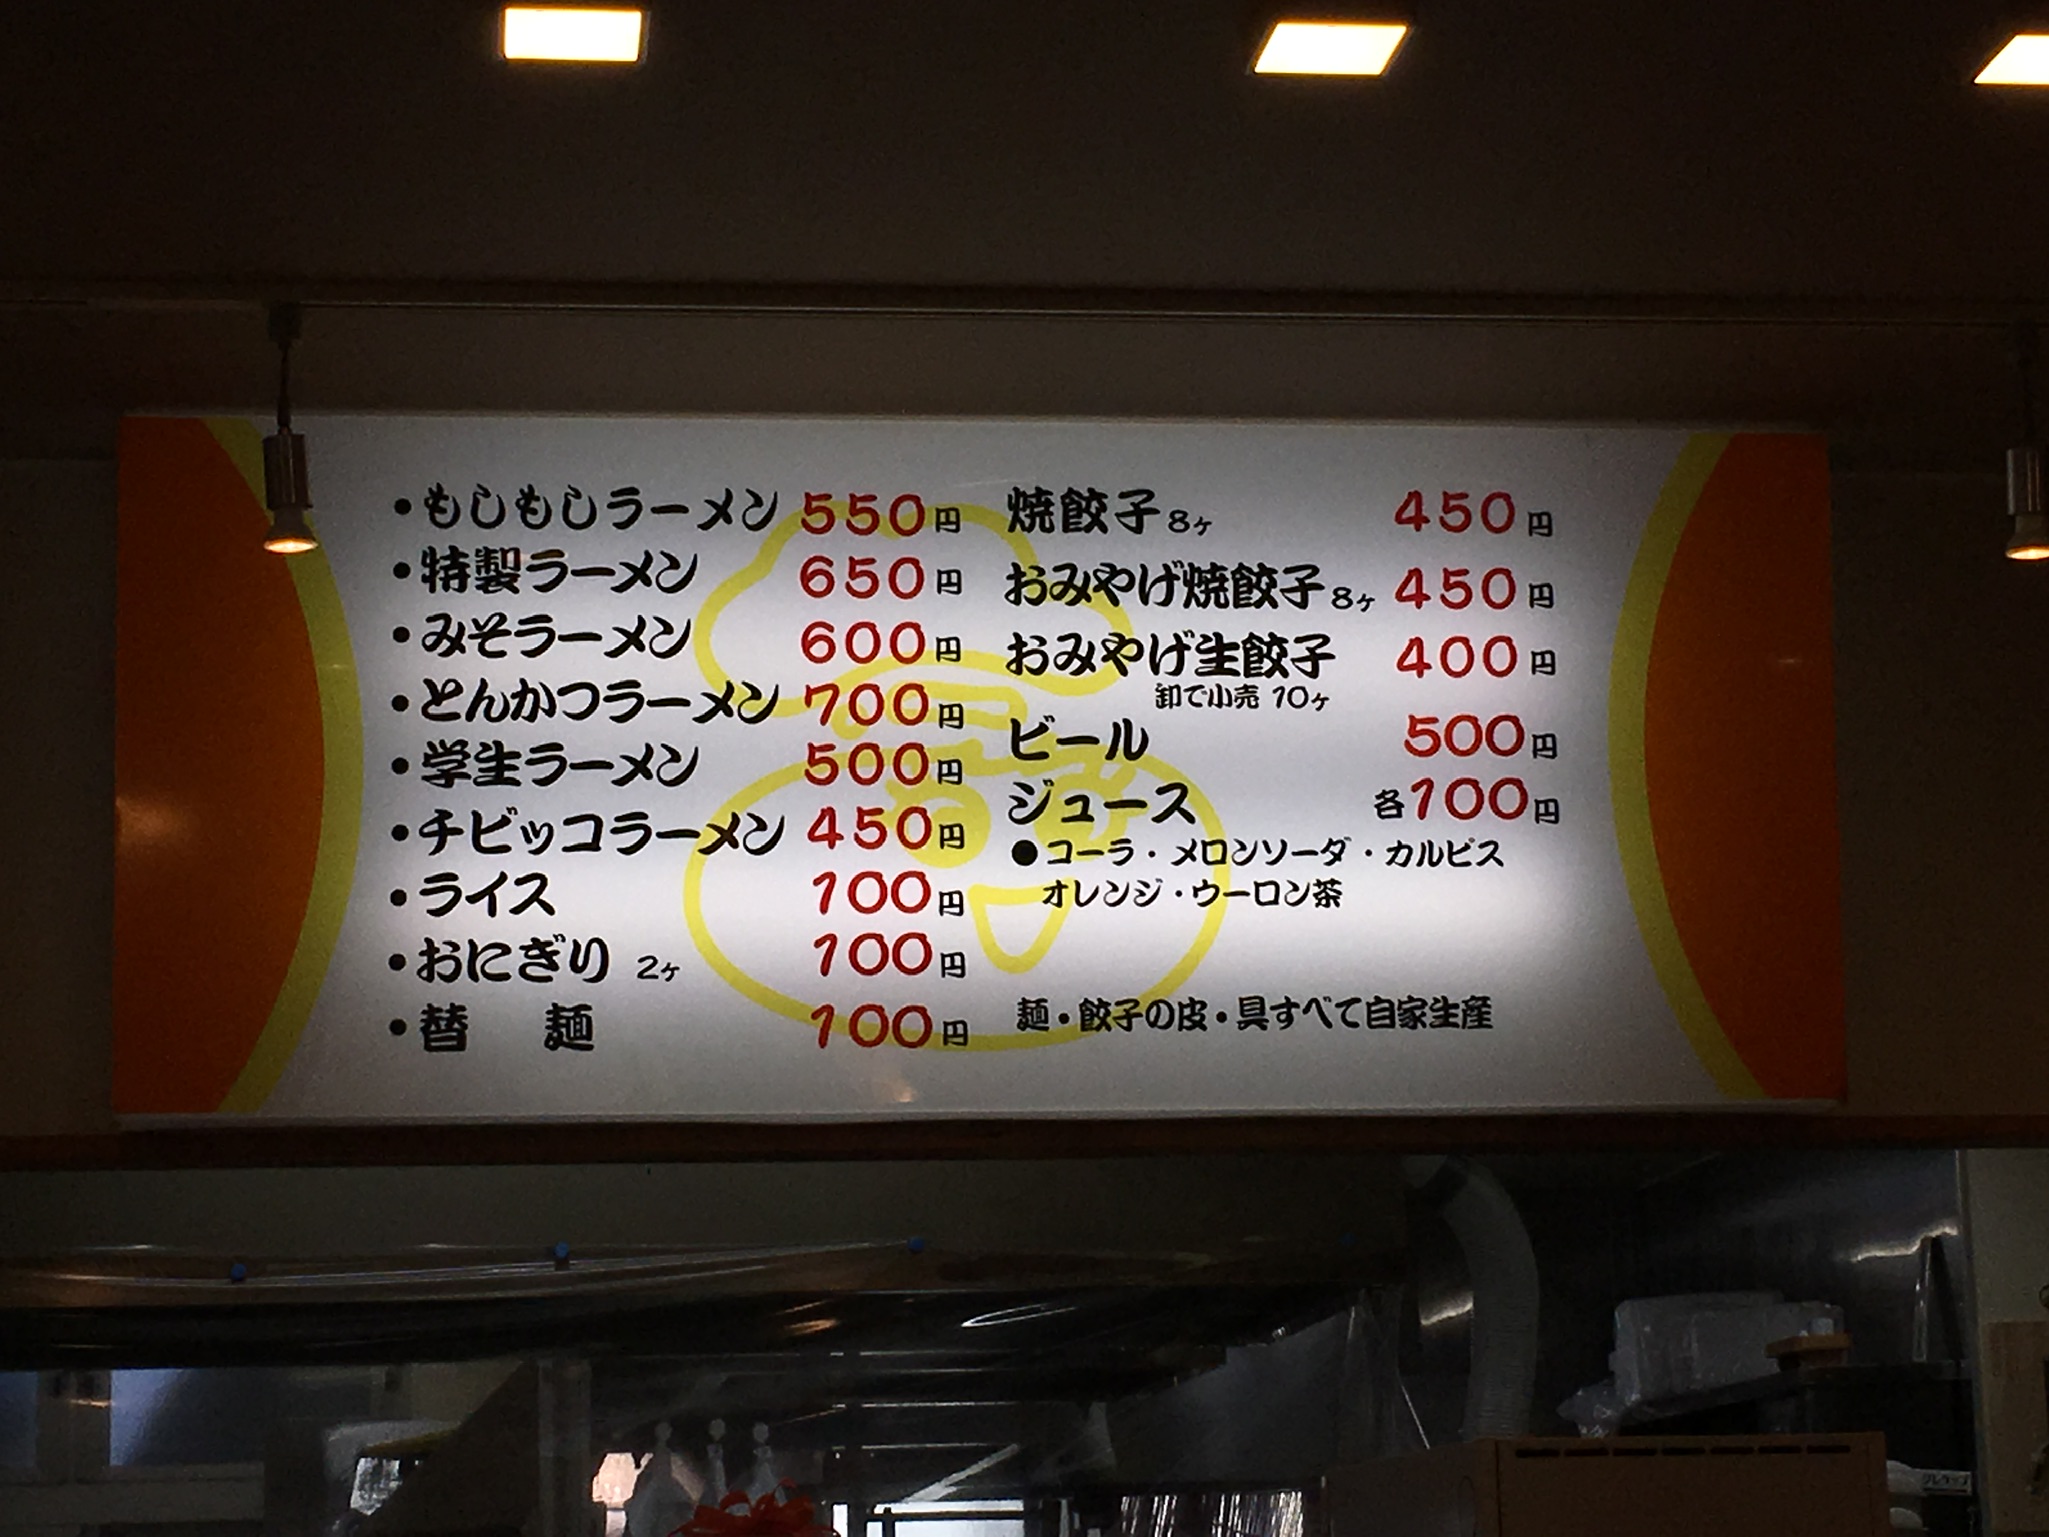 ・もしもしラーメン 550円
・特製ラーメン 650円
・みそラーメン 600円
・とんかつラーメン 700円
・学生ラーメン 500円
・チビッコラーメン 450円
・ライス 100円
・おにぎり 2ヶ 100円
・替 麺 100円
焼餃子 8ヶ 450円
おみやげ焼餃子 8ヶ 450円
おみやげ生餃子 400円
卸で小売 10ヶ
ビール 500円
ジュース 各100円
●コーラ・メロンソーダ・カルピス
オレンジ・ウーロン茶
麺・餃子の皮・具すべて自家生産